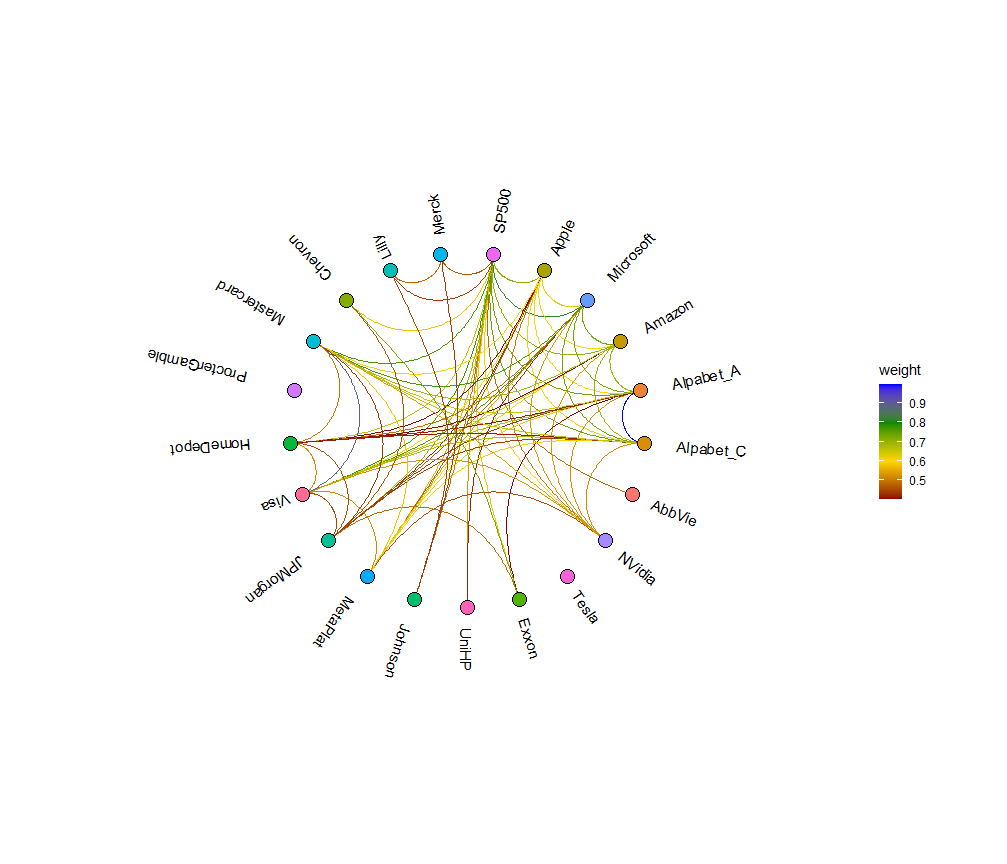 SP500
Apple
Microsoft
Amazon
Alpabet_A
Alpabet_C
AbbVie
NVidia
Tesla
Exxon
UniHP
Johnson
MetaPlat
JPMorgan
Visa
HomeDepot
ProcterGamble
Mastercard
Chevron
Lilly
Merck
weight
0.9
0.8
0.7
0.6
0.5